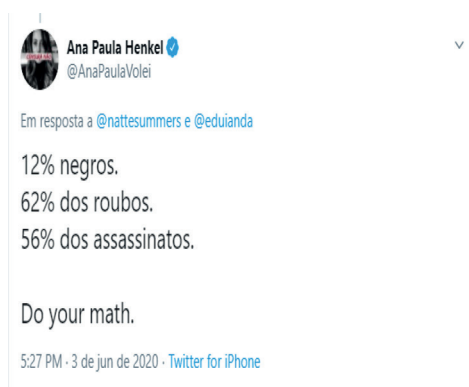 Ana Paula Henkel
@AnaPaulaVolei
Em resposta a @nattesummers e @eduianda
12% negros.
62% dos roubos.
56% dos assassinatos.
Do your math.
5:27 PM · 3 de jun de 2020 · Twitter for iPhone